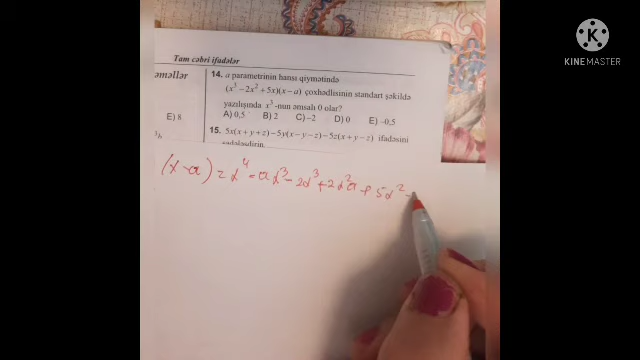 KINEMASTER
Tam cəbri ifadələr
əməllər
14. a parametrinin hansı qiymətində
(x³ −2x² +5x)(x−a) çoxhədlisinin standart şəkildə
yazılışında x³-nun əmsalı 0 olar?
E) 8
A) 0,5 B) 2 C) −2 D) 0 E) −0,5
15. 5x(x+y+z)−5y(x−y−z)−5z(x+y−z) ifadəsini
sadələşdirin.
(x-a) = x⁴ - ax³ - 2x³ + 2x²a + 5x² -